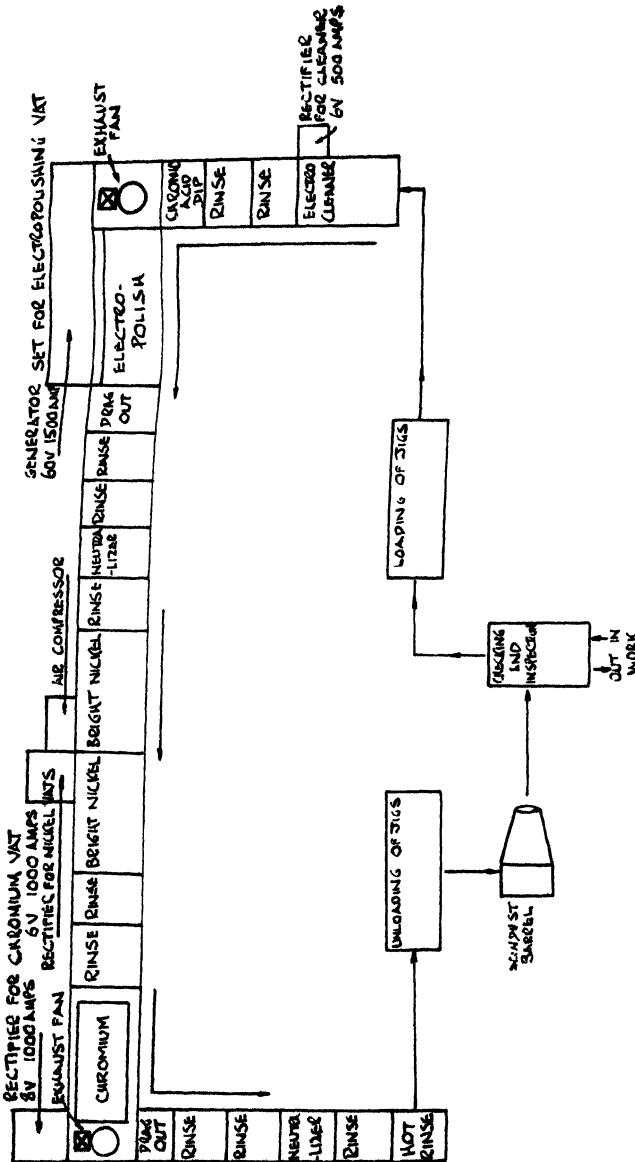 RECTIFIER FOR CHROMIUM VAT
8V 1000 AMPS
6V 1000 AMPS
RECTIFIER FOR NICKEL VATS
AIR COMPRESSOR
GENERATOR SET FOR ELECTROPOLISHING VAT
60V 1500 AMP
EXHAUST FAN
EXHAUST
FAN
CHROMIUM
RINSE
RINSE
BRIGHT NICKEL
BRIGHT NICKEL
RINSE
NEUTRA
-LIZER
RINSE
RINSE
DRAG
OUT
ELECTRO-
POLISH
CHROMIC
ACID
DIP
RINSE
RINSE
ELECTRO
CLEANER
RECTIFIER
FOR CLEANER
6V 500 AMPS
DRAG
OUT
RINSE
RINSE
NEUTRA
-LIZER
RINSE
HOT
RINSE
UNLOADING OF JIGS
LOADING OF JIGS
SAWDUST
BARREL
CHECKING
AND
INSPECTION
OUT IN
WORK